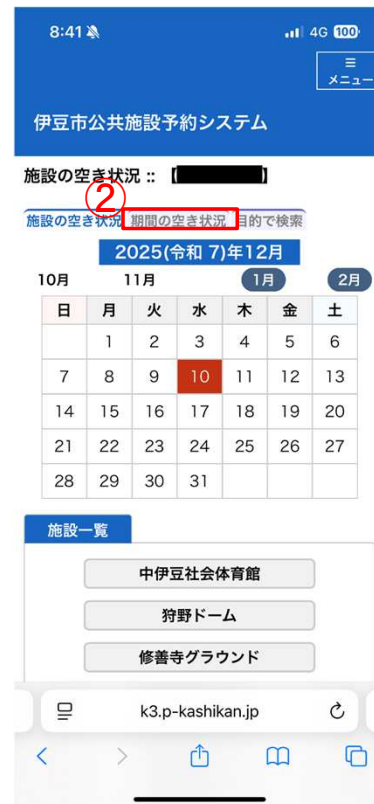 8:41 4G 100
メニュー
伊豆市公共施設予約システム
施設の空き状況 :: 【 】
②
施設の空き状況 期間の空き状況 目的で検索
2025(令和 7)年12月
10月 11月 1月 2月
日 月 火 水 木 金 土
1 2 3 4 5 6
7 8 9 10 11 12 13
14 15 16 17 18 19 20
21 22 23 24 25 26 27
28 29 30 31
施設一覧
中伊豆社会体育館
狩野ドーム
修善寺グラウンド
k3.p-kashikan.jp